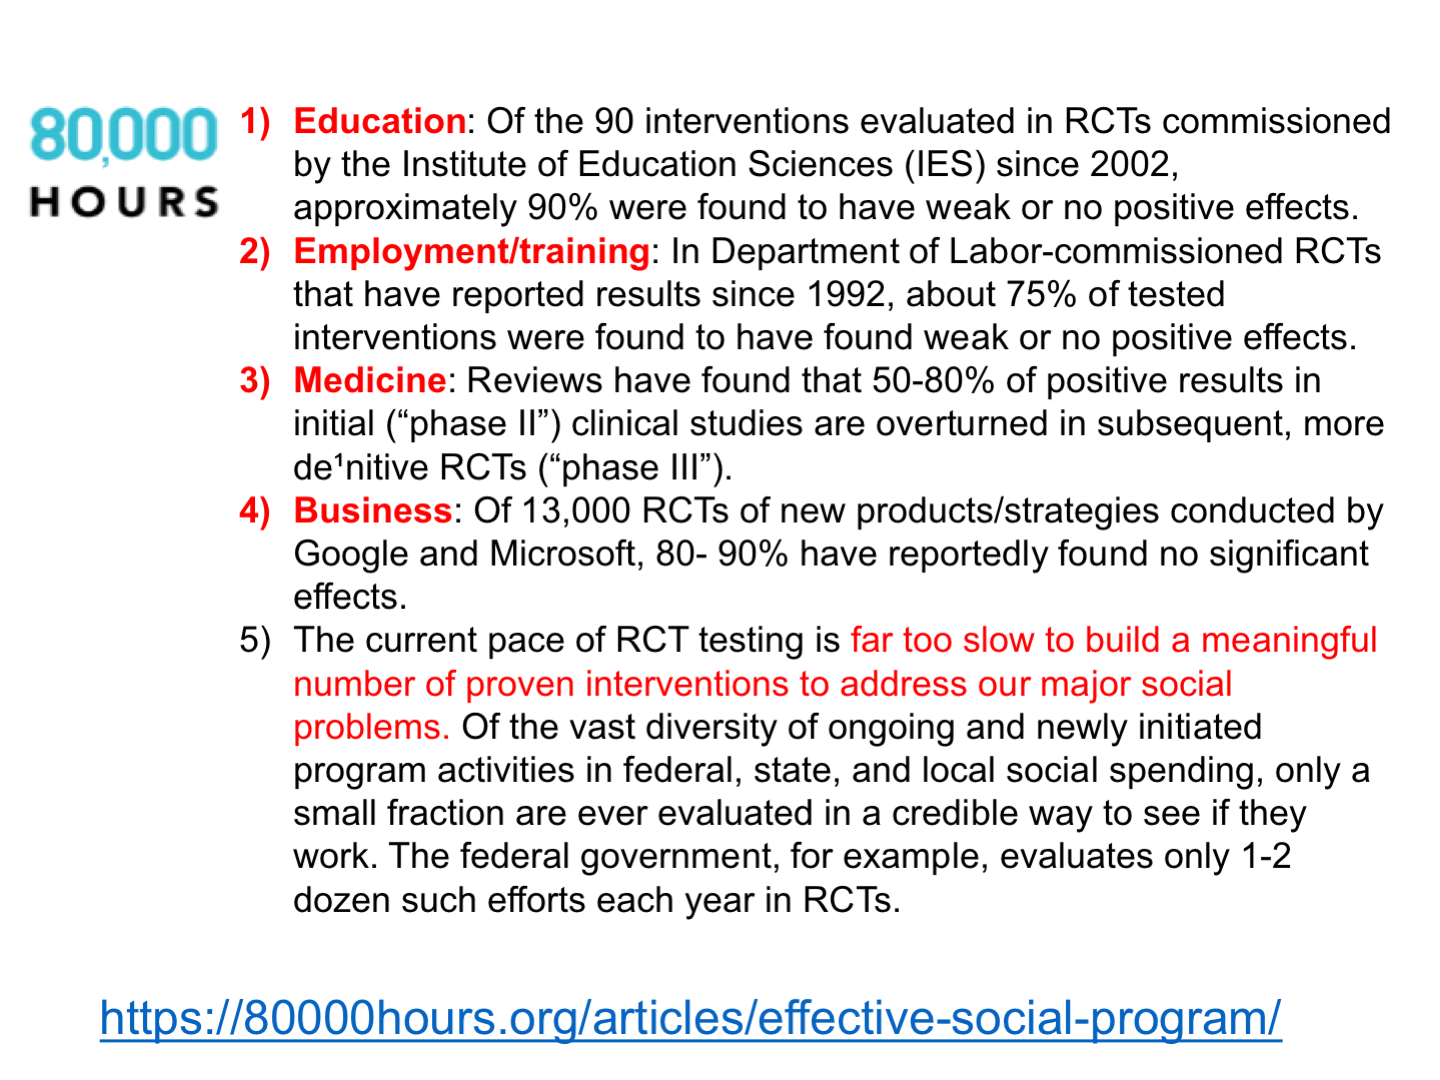 80,000
HOURS
1) Education: Of the 90 interventions evaluated in RCTs commissioned
by the Institute of Education Sciences (IES) since 2002,
approximately 90% were found to have weak or no positive effects.
2) Employment/training: In Department of Labor-commissioned RCTs
that have reported results since 1992, about 75% of tested
interventions were found to have found weak or no positive effects.
3) Medicine: Reviews have found that 50-80% of positive results in
initial (“phase II”) clinical studies are overturned in subsequent, more
de¹nitive RCTs (“phase III”).
4) Business: Of 13,000 RCTs of new products/strategies conducted by
Google and Microsoft, 80- 90% have reportedly found no significant
effects.
5) The current pace of RCT testing is far too slow to build a meaningful
number of proven interventions to address our major social
problems. Of the vast diversity of ongoing and newly initiated
program activities in federal, state, and local social spending, only a
small fraction are ever evaluated in a credible way to see if they
work. The federal government, for example, evaluates only 1-2
dozen such efforts each year in RCTs.
https://80000hours.org/articles/effective-social-program/